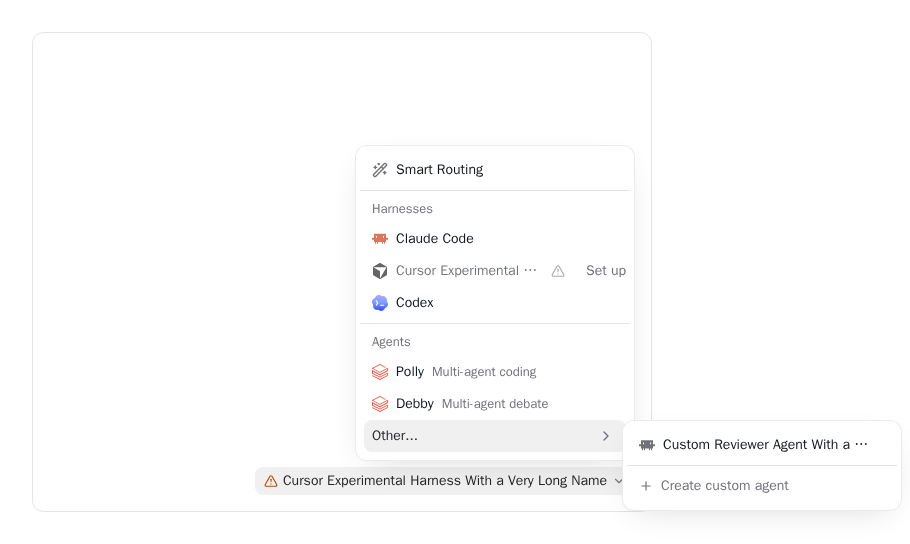 Smart Routing
Harnesses
Claude Code
Cursor Experimental ⋯ Set up
Codex
Agents
Polly Multi-agent coding
Debby Multi-agent debate
Other...
Custom Reviewer Agent With a ⋯
Cursor Experimental Harness With a Very Long Name
Create custom agent